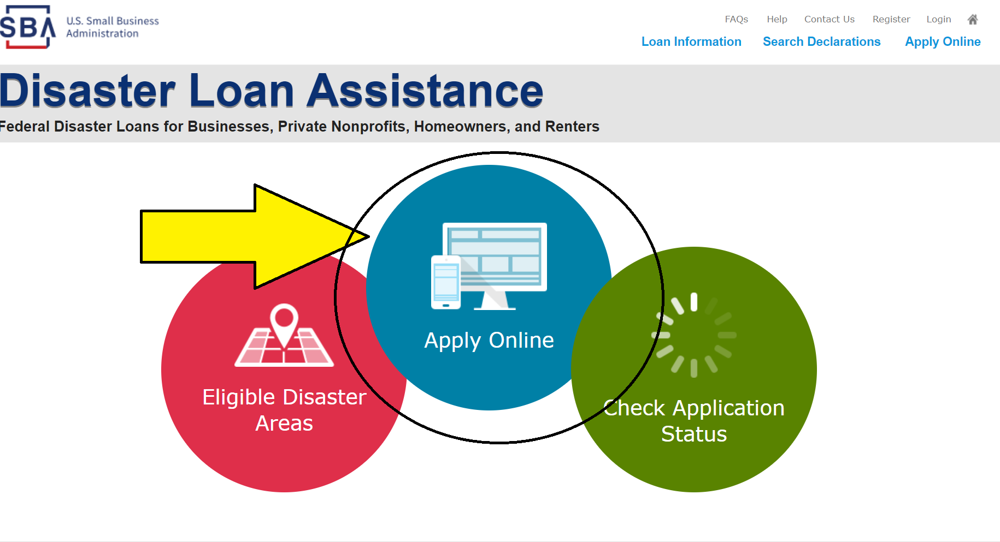 SBA
U.S. Small Business
Administration
FAQs Help Contact Us Register Login
Loan Information Search Declarations Apply Online
Disaster Loan Assistance
Federal Disaster Loans for Businesses, Private Nonprofits, Homeowners, and Renters
Apply Online
Eligible Disaster
Areas
Check Application
Status